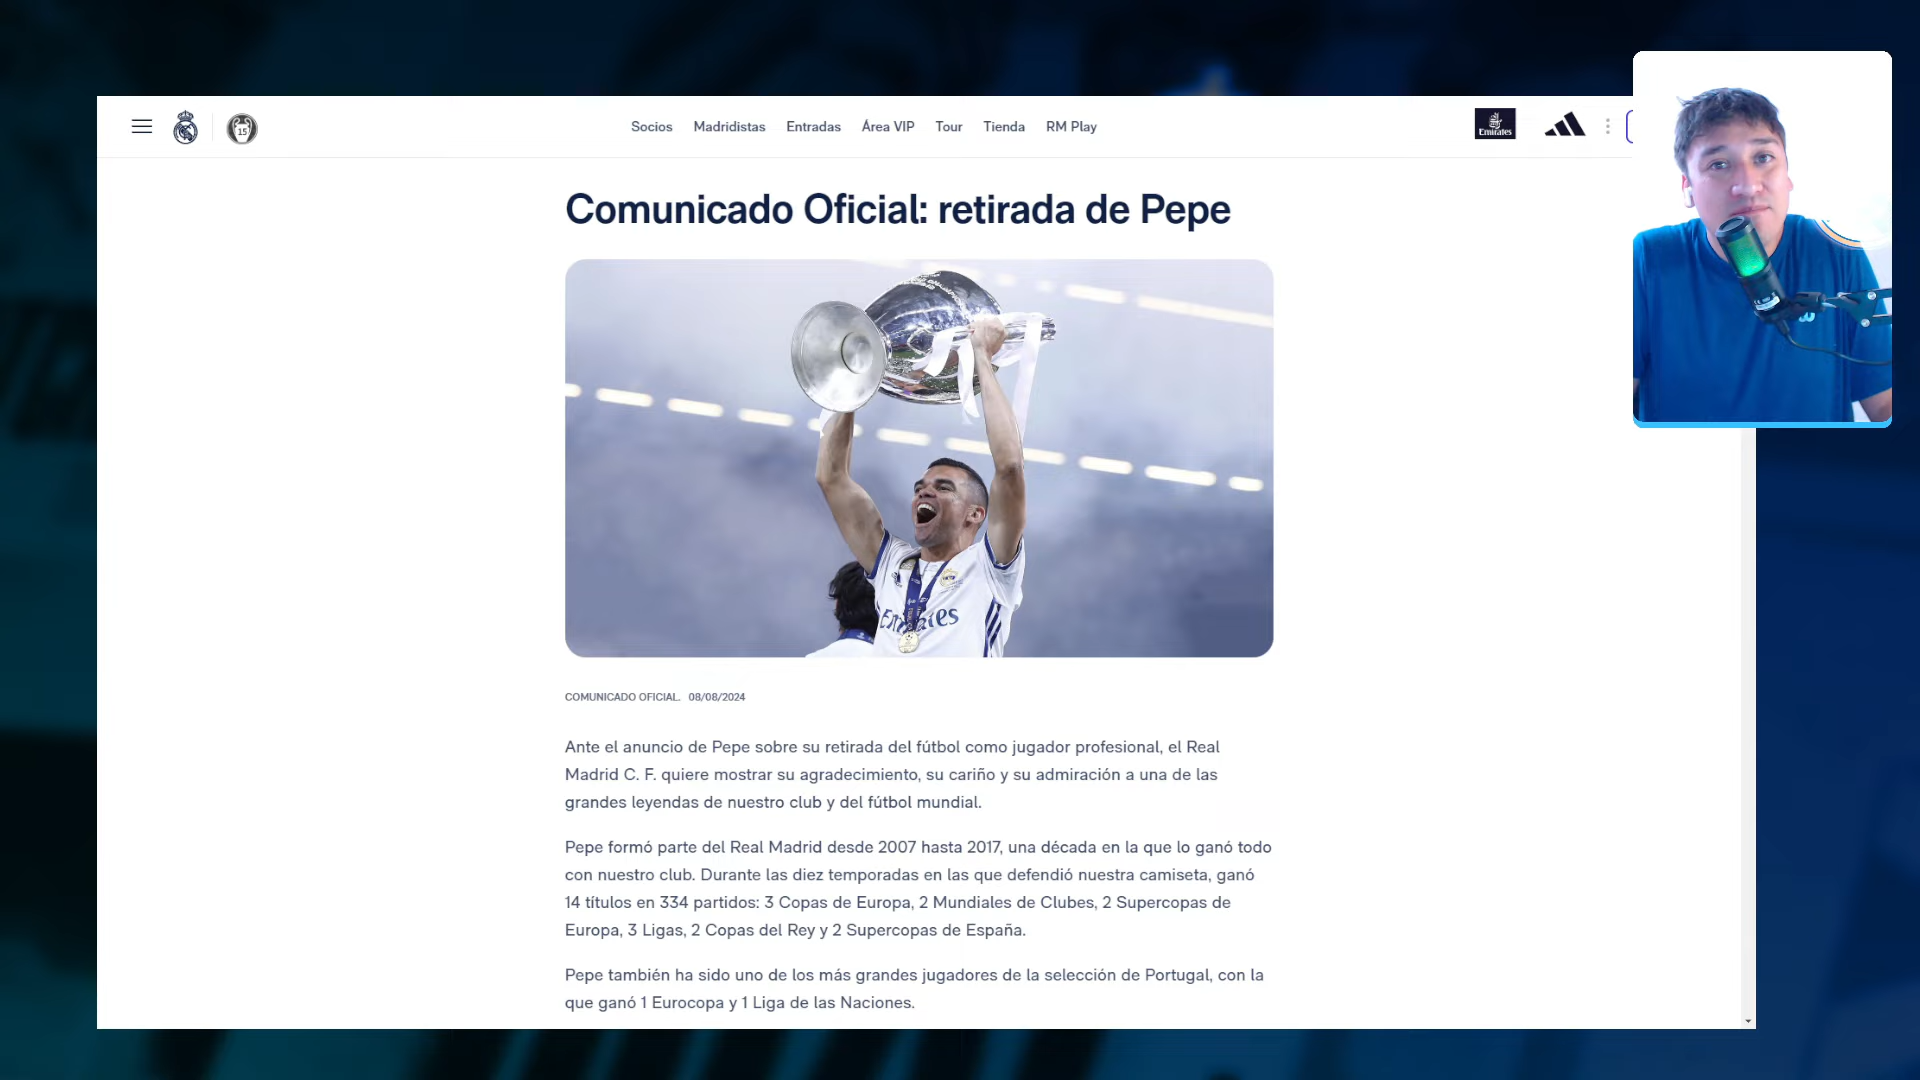 15
Socios Madridistas Entradas Área VIP Tour Tienda RM Play
Emirates
Comunicado Oficial: retirada de Pepe
Emirates
COMUNICADO OFICIAL. 08/08/2024
Ante el anuncio de Pepe sobre su retirada del fútbol como jugador profesional, el Real
Madrid C. F. quiere mostrar su agradecimiento, su cariño y su admiración a una de las
grandes leyendas de nuestro club y del fútbol mundial.
Pepe formó parte del Real Madrid desde 2007 hasta 2017, una década en la que lo ganó todo
con nuestro club. Durante las diez temporadas en las que defendió nuestra camiseta, ganó
14 títulos en 334 partidos: 3 Copas de Europa, 2 Mundiales de Clubes, 2 Supercopas de
Europa, 3 Ligas, 2 Copas del Rey y 2 Supercopas de España.
Pepe también ha sido uno de los más grandes jugadores de la selección de Portugal, con la
que ganó 1 Eurocopa y 1 Liga de las Naciones.